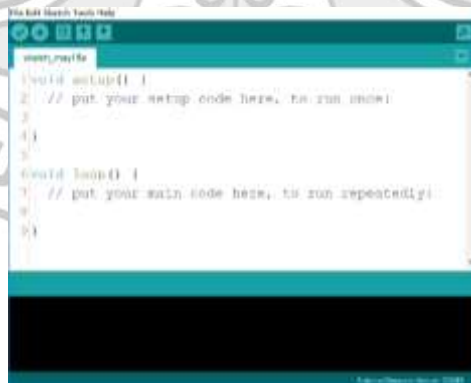 File Edit Sketch Tools Help
1 void setup() {
2 // put your setup code here, to run once:
3
4 }
5
6 void loop() {
7 // put your main code here, to run repeatedly:
8
9 }